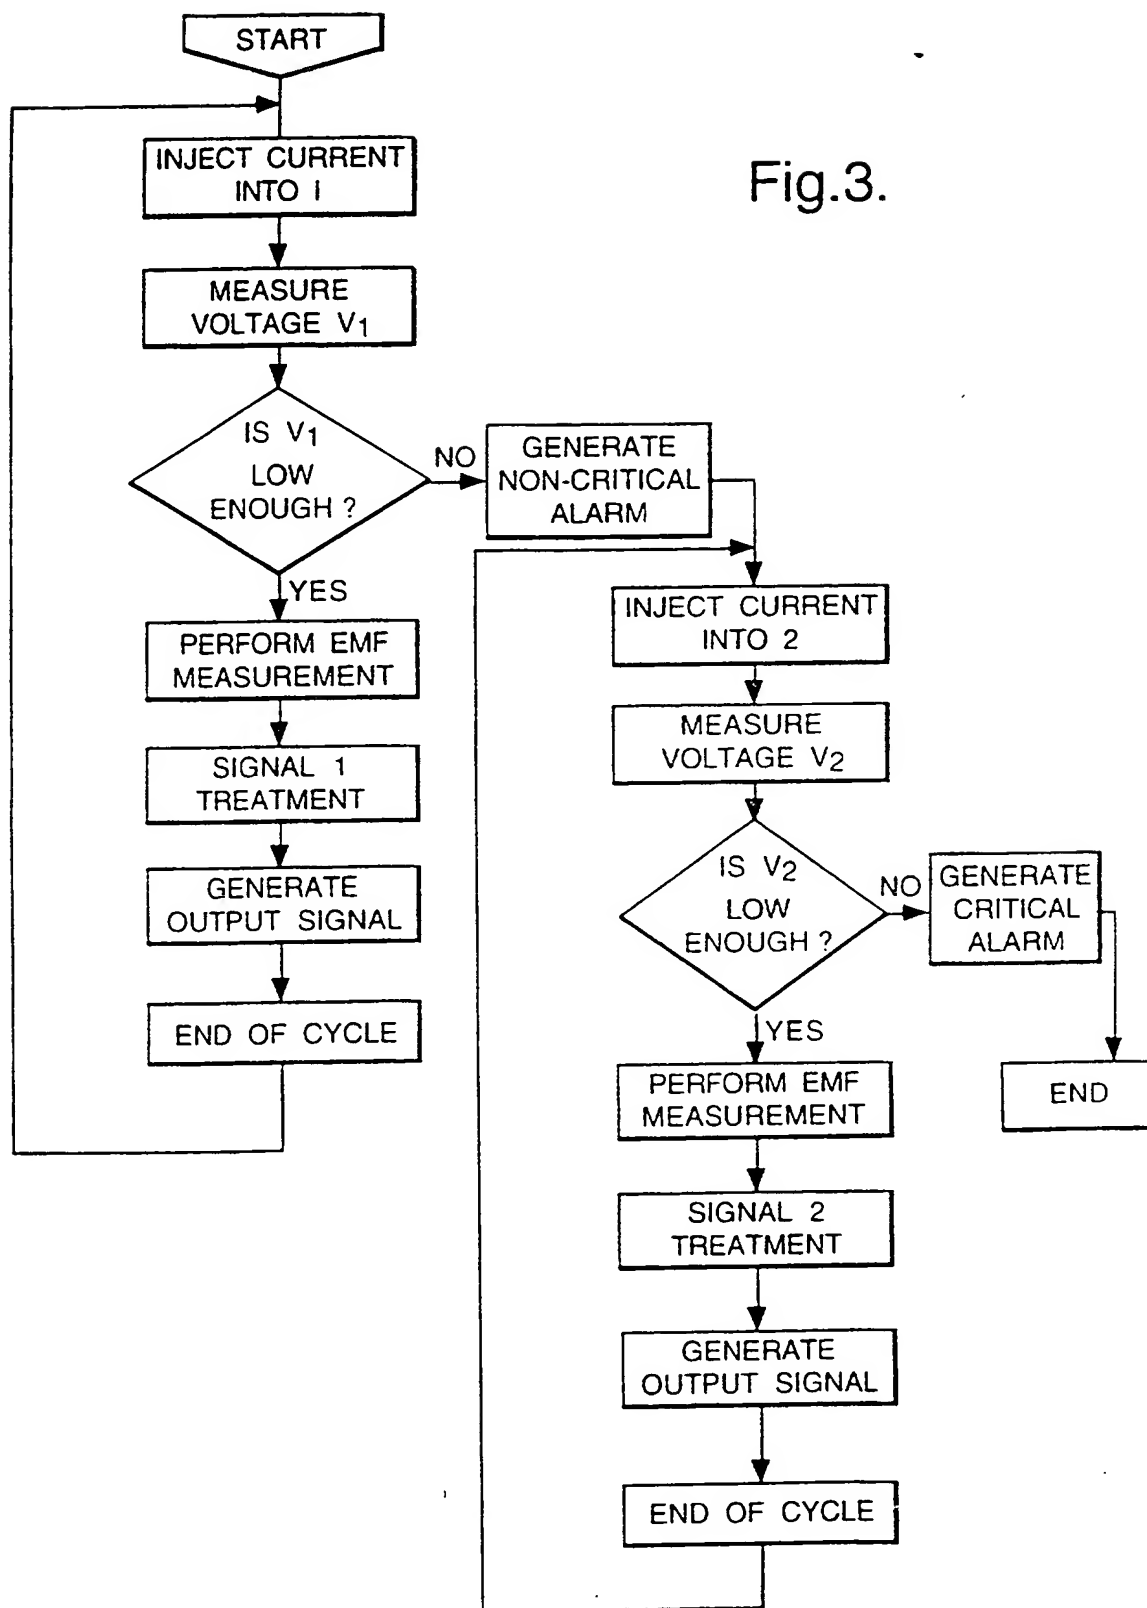 START
Fig.3.
INJECT CURRENT
INTO I
MEASURE
VOLTAGE V1
IS V1
LOW
ENOUGH ?
NO
GENERATE
NON-CRITICAL
ALARM
YES
PERFORM EMF
MEASUREMENT
SIGNAL 1
TREATMENT
GENERATE
OUTPUT SIGNAL
END OF CYCLE
INJECT CURRENT
INTO 2
MEASURE
VOLTAGE V2
IS V2
LOW
ENOUGH ?
NO
GENERATE
CRITICAL
ALARM
END
YES
PERFORM EMF
MEASUREMENT
SIGNAL 2
TREATMENT
GENERATE
OUTPUT SIGNAL
END OF CYCLE